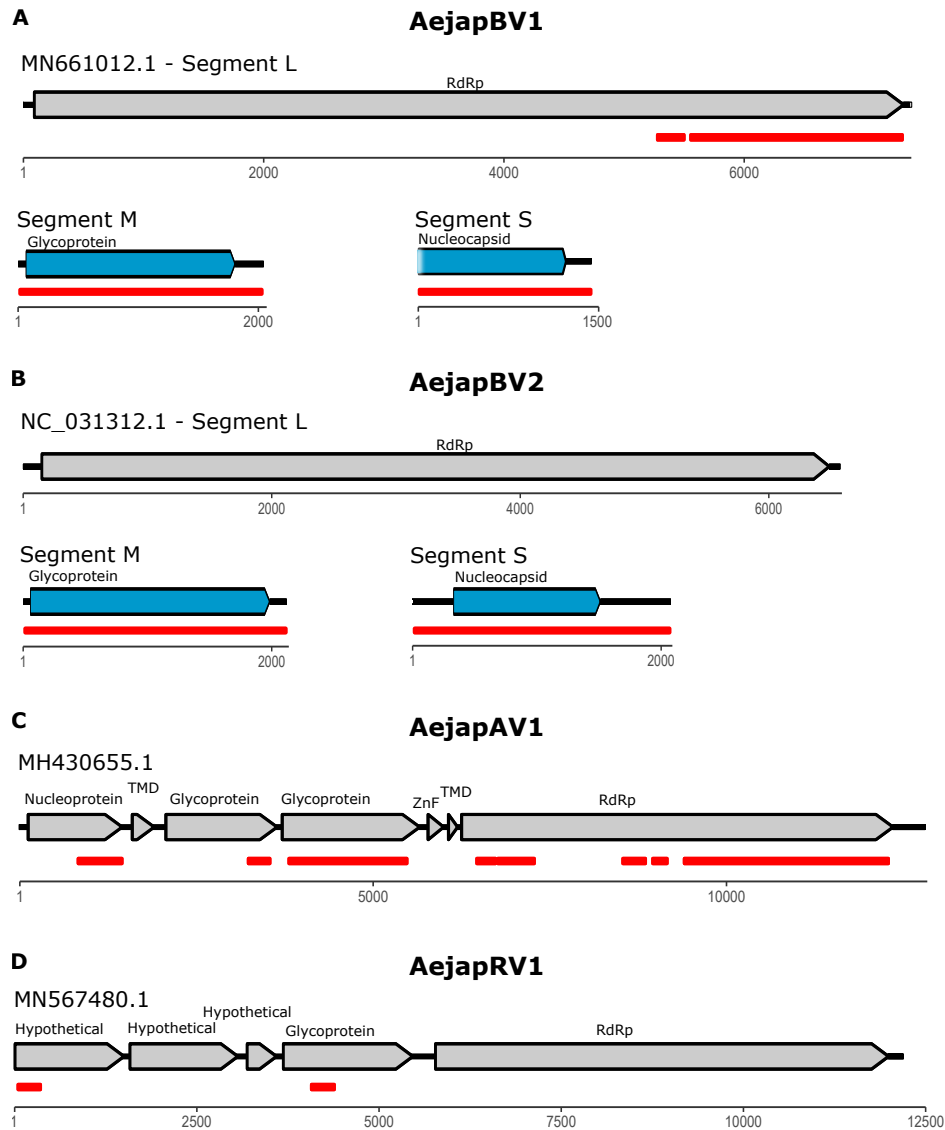 A
AejapBV1
MN661012.1 - Segment L
RdRp
1 2000 4000 6000
Segment M
Glycoprotein
1 2000
Segment S
Nucleocapsid
1 1500
B
AejapBV2
NC_031312.1 - Segment L
RdRp
1 2000 4000 6000
Segment M
Glycoprotein
1 2000
Segment S
Nucleocapsid
1 2000
C
AejapAV1
MH430655.1
Nucleoprotein TMD Glycoprotein Glycoprotein ZnF TMD RdRp
1 5000 10000
D
AejapRV1
MN567480.1
Hypothetical Hypothetical Hypothetical Glycoprotein RdRp
1 2500 5000 7500 10000 12500